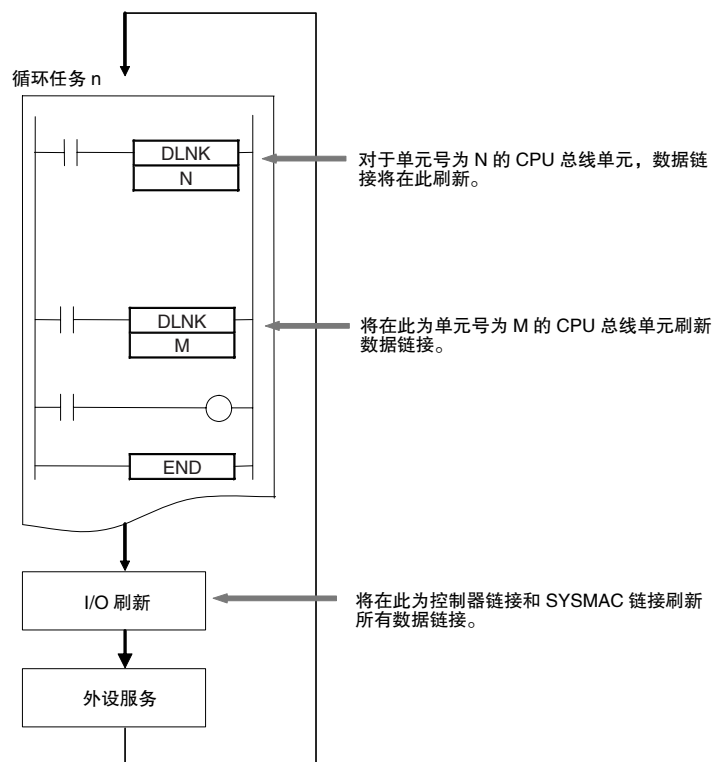 循环任务 n
DLNK
N
对于单元号为 N 的 CPU 总线单元，数据链
接将在此刷新。
DLNK
M
将在此为单元号为 M 的 CPU 总线单元刷新
数据链接。
END
I/O 刷新
将在此为控制器链接和 SYSMAC 链接刷新
所有数据链接。
外设服务